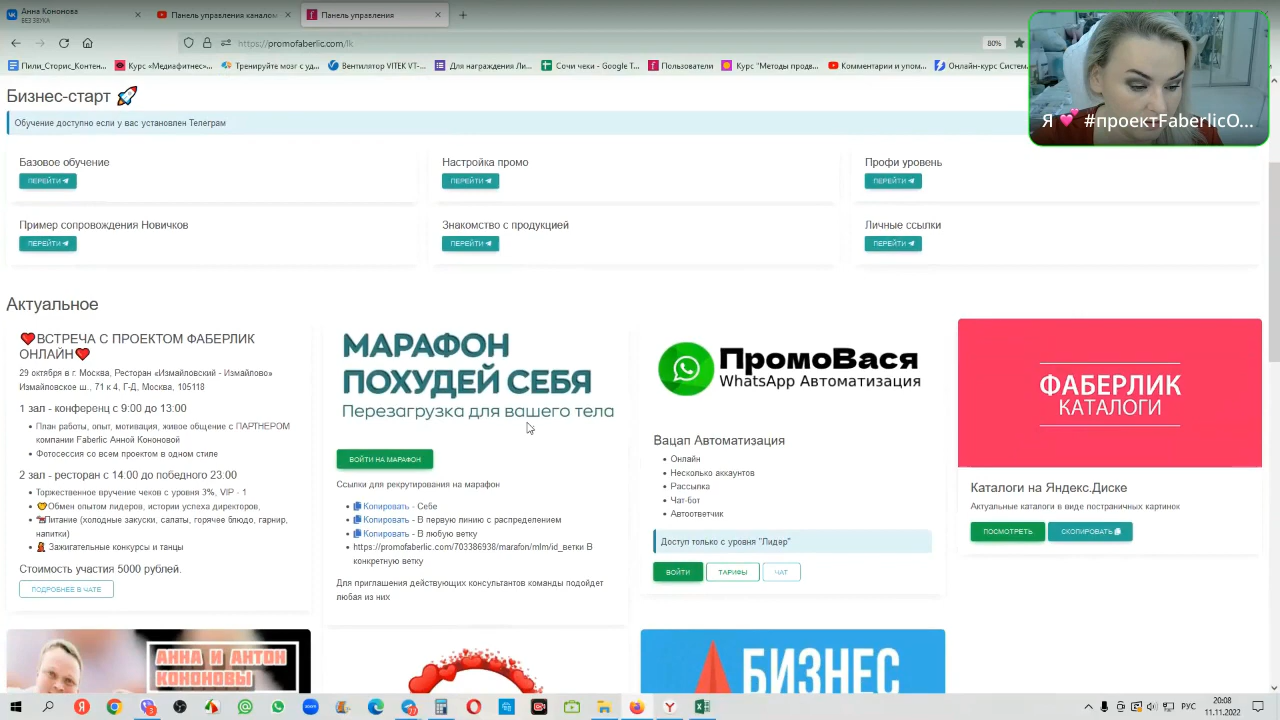 Анна Кононова
БЕЗ ЗВУКА
YouTube Панель управления каналом
Панель управления
https://promofaberlic.com/lk
80%
Пили_Сторис_Контен...
Курс «Медиафитнес»...
Тренируйте мозг с уд...
Вентилятор VITEK VT-...
Для награждения Ли...
Сочи чеки - Google Т...
Пользователи
Курс "Методы продв...
Комментарии и упом...
Онлайн-курс Систем...
Я 💕 #проектFaberlicO...
Бизнес-старт 🚀
Обучение доступно если у вас установлен Телеграм
Базовое обучение
ПЕРЕЙТИ
Настройка промо
ПЕРЕЙТИ
Профи уровень
ПЕРЕЙТИ
Пример сопровождения Новичков
ПЕРЕЙТИ
Знакомство с продукцией
ПЕРЕЙТИ
Личные ссылки
ПЕРЕЙТИ
Актуальное
❤️ВСТРЕЧА С ПРОЕКТОМ ФАБЕРЛИК
ОНЛАЙН❤️
29 октября в г. Москва, Ресторан «Измайловский - Измайлово»
Измайловское ш., 71 к 4, Г-Д, Москва, 105118
1 зал - конференц с 9:00 до 13:00
• План работы, опыт, мотивация, живое общение с ПАРТНЕРОМ
компании Faberlic Анной Кононовой
• Фотосессия со всем проектом в одном стиле
2 зал - ресторан с 14.00 до победного 23.00
• Торжественное вручение чеков с уровня 3%, VIP - 1
• Обмен опытом лидеров, истории успеха директоров,
• Питание (холодные закуски, салаты, горячее блюдо, гарнир,
напитки)
• Зажигательные конкурсы и танцы
Стоимость участия 5000 рублей.
ПОДРОБНЕЕ В ЧАТЕ
МАРАФОН
ПОХУДЕЙ СЕБЯ
Перезагрузка для вашего тела
ВОЙТИ НА МАРАФОН
Ссылки для рекрутирования на марафон
• Копировать - Себе
• Копировать - В первую линию с распределением
• Копировать - В любую ветку
• https://promofaberlic.com/703386938/marafon/mlm/id_ветки В
конкретную ветку
Для приглашения действующих консультантов команды подойдет
любая из них
ПромоВася
WhatsApp Автоматизация
Вацап Автоматизация
• Онлайн
• Несколько аккаунтов
• Рассылка
• Чат-бот
• Автоответчик
Доступ только с уровня "Лидер"
ВОЙТИ
ТАРИФЫ
ЧАТ
ФАБЕРЛИК
КАТАЛОГИ
Каталоги на Яндекс.Диске
Актуальные каталоги в виде постраничных картинок
ПОСМОТРЕТЬ
СКОПИРОВАТЬ
АННА И АНТОН
КОНОНОВЫ
БИЗНЕС
РУС
20:08
11.11.2022